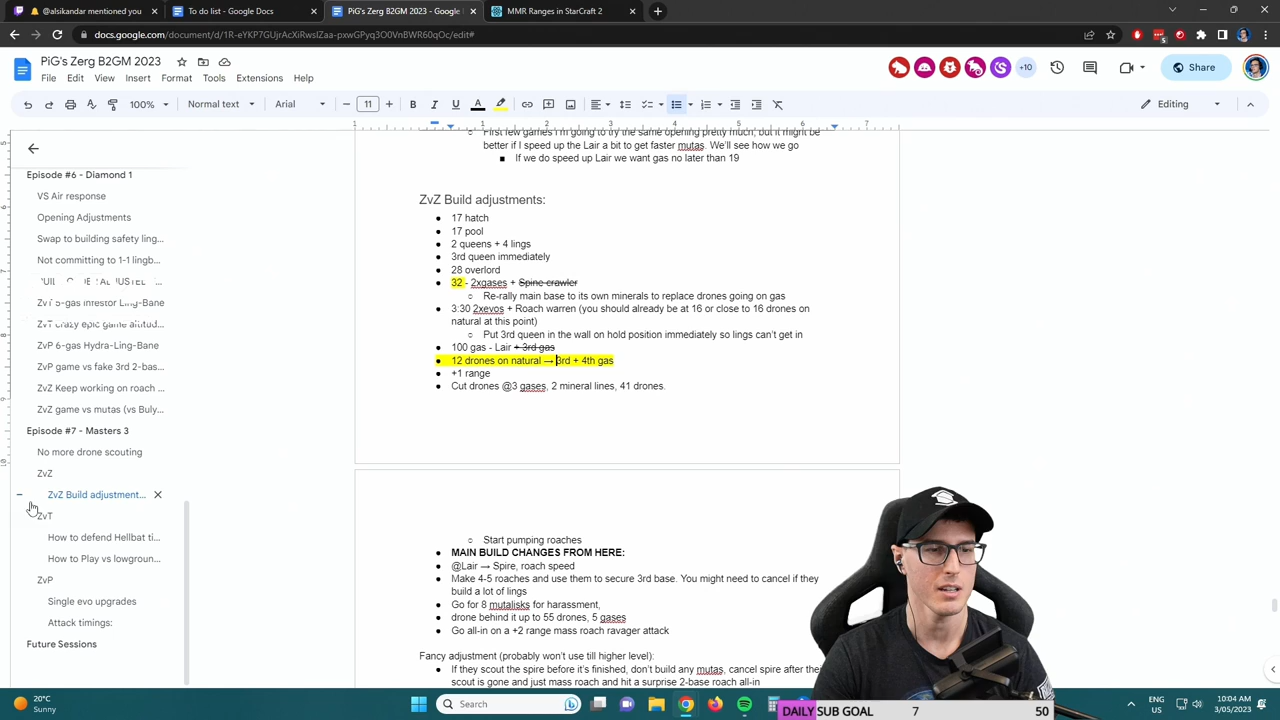 @alsikandar mentioned you
To do list - Google Docs
PiG's Zerg B2GM 2023 - Google
MMR Ranges in StarCraft 2
docs.google.com/document/d/1R-eYKP7GUjrAcXiRwsIZaa-pxwGPyq3O0VnBWR60qOc/edit#
PiG's Zerg B2GM 2023
File Edit View Insert Format Tools Extensions Help
+10
Share
100% Normal text Arial 11 B I U A Editing
1 1 2 3 4 5 6 7
First few games I'm going to try the same opening pretty much, but it might be
better if I speed up the Lair a bit to get faster mutas. We'll see how we go
If we do speed up Lair we want gas no later than 19
Episode #6 - Diamond 1
VS Air response
Opening Adjustments
Swap to building safety ling...
Not committing to 1-1 lingb...
ZvT 5-gas Infestor Ling-Bane
ZvT crazy epic game altitud...
ZvP 6-gas Hydra-Ling-Bane
ZvP game vs fake 3rd 2-bas...
ZvZ Keep working on roach ...
ZvZ game vs mutas (vs Buly...
Episode #7 - Masters 3
No more drone scouting
ZvZ
ZvZ Build adjustment...
ZvT
How to defend Hellbat ti...
How to Play vs lowgroun...
ZvP
Single evo upgrades
Attack timings:
Future Sessions
ZvZ Build adjustments:
17 hatch
17 pool
2 queens + 4 lings
3rd queen immediately
28 overlord
32 - 2xgases + Spine crawler
Re-rally main base to its own minerals to replace drones going on gas
3:30 2xevos + Roach warren (you should already be at 16 or close to 16 drones on
natural at this point)
Put 3rd queen in the wall on hold position immediately so lings can't get in
100 gas - Lair + 3rd gas
12 drones on natural → 3rd + 4th gas
+1 range
Cut drones @3 gases, 2 mineral lines, 41 drones.
Start pumping roaches
MAIN BUILD CHANGES FROM HERE:
@Lair → Spire, roach speed
Make 4-5 roaches and use them to secure 3rd base. You might need to cancel if they
build a lot of lings
Go for 8 mutalisks for harassment,
drone behind it up to 55 drones, 5 gases
Go all-in on a +2 range mass roach ravager attack
Fancy adjustment (probably won't use till higher level):
If they scout the spire before it's finished, don't build any mutas, cancel spire after their
scout is gone and just mass roach and hit a surprise 2-base roach all-in
20°C
Sunny
Search
ENG
US
10:04 AM
3/05/2023
DAILY SUB GOAL 7 50